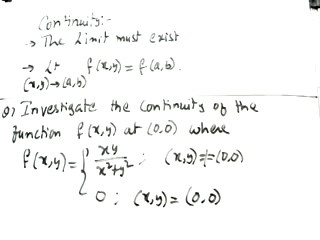 Continuity:-
→ The Limit must exist
→ Lt f(x,y) = f(a,b).
(x,y)→(a,b)
Q) Investigate the continuity of the
function f(x,y) at (0,0) where
f(x,y) = { xy / x²+y² ; (x,y) ≠ (0,0)
0 ; (x,y) = (0,0)